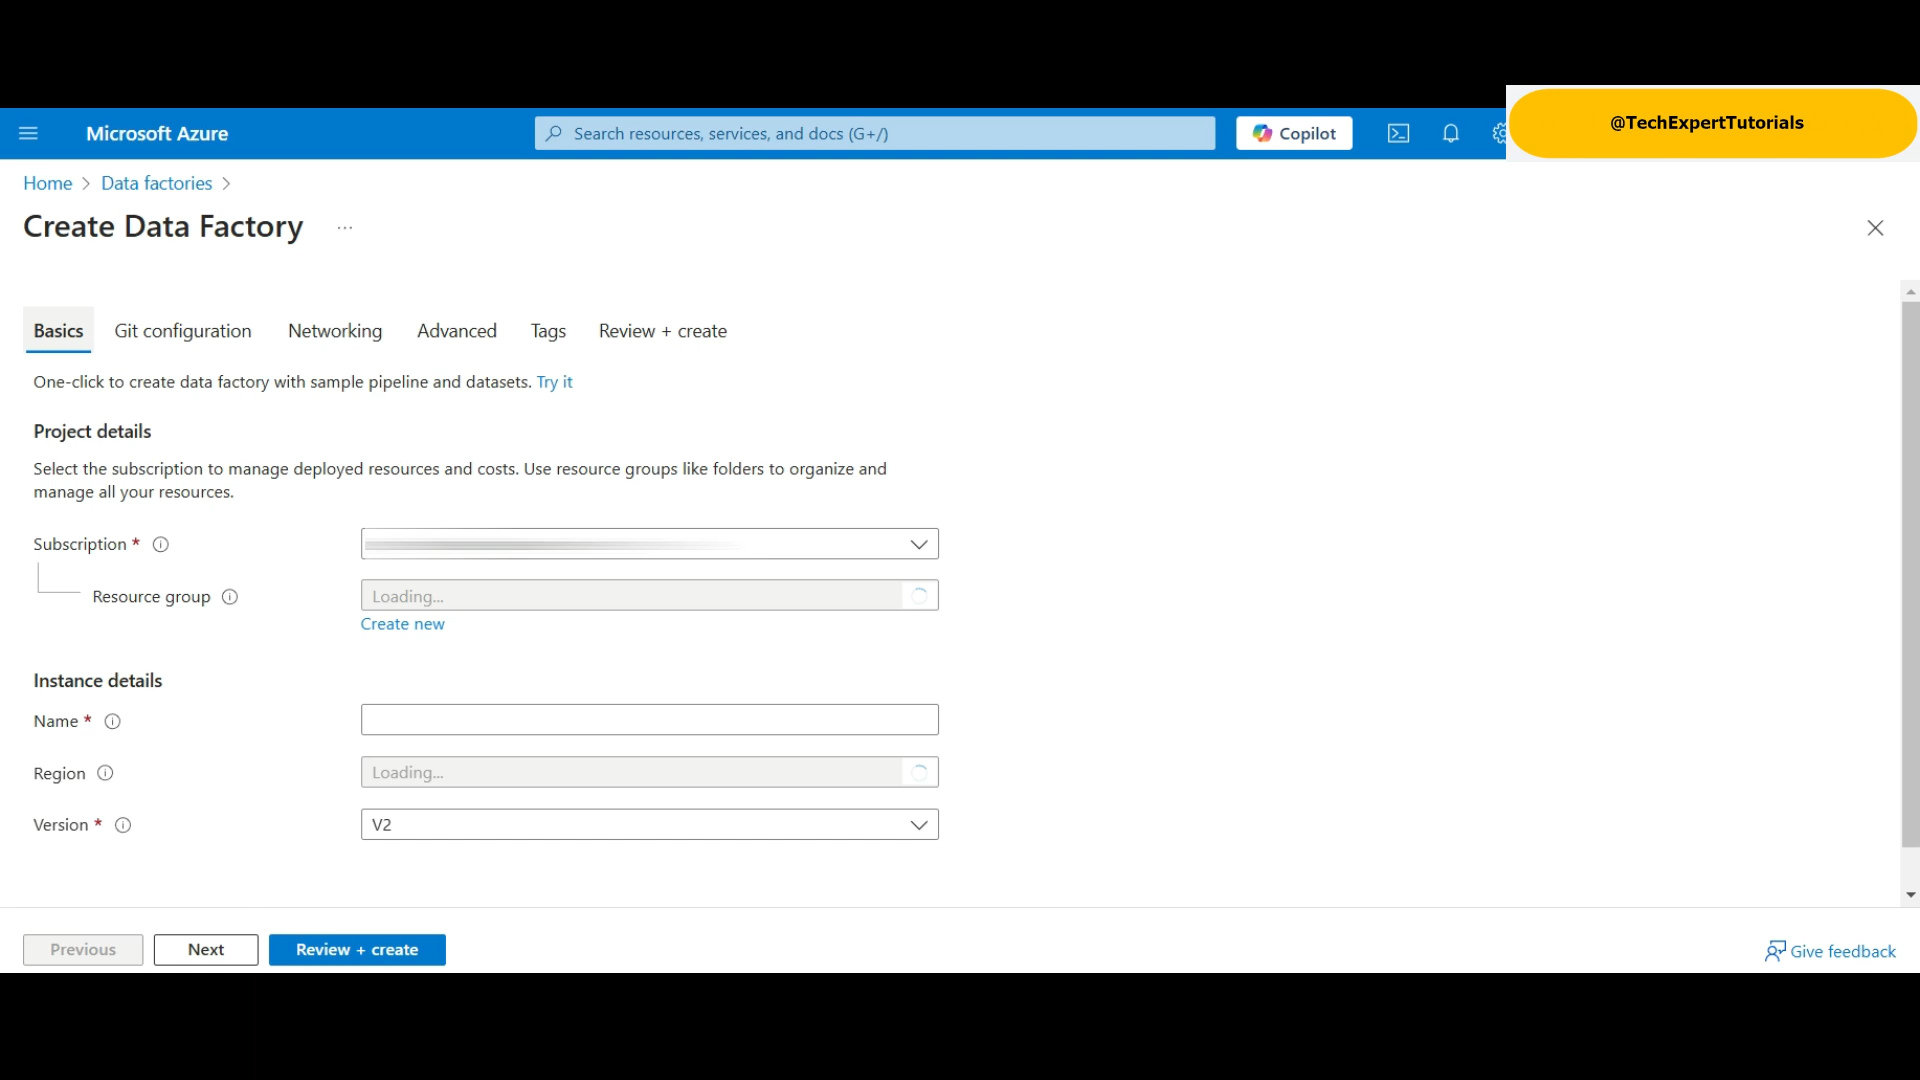 Microsoft Azure
Search resources, services, and docs (G+/)
Copilot
@TechExpertTutorials
Home
Data factories
Create Data Factory
...
Basics
Git configuration
Networking
Advanced
Tags
Review + create
One-click to create data factory with sample pipeline and datasets. Try it
Project details
Select the subscription to manage deployed resources and costs. Use resource groups like folders to organize and
manage all your resources.
Subscription *
Resource group
Loading...
Create new
Instance details
Name *
Region
Loading...
Version *
V2
Previous
Next
Review + create
Give feedback